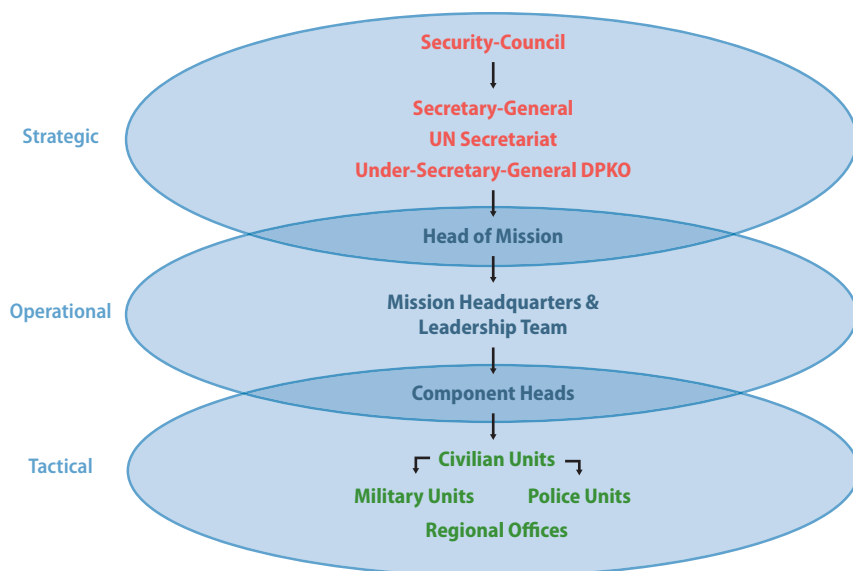 Security-Council
Secretary-General
Strategic
UN Secretariat
Under-Secretary-General DPKO
Head of Mission
Operational
Mission Headquarters &
Leadership Team
Component Heads
Tactical
Civilian Units
Military Units
Police Units
Regional Offices